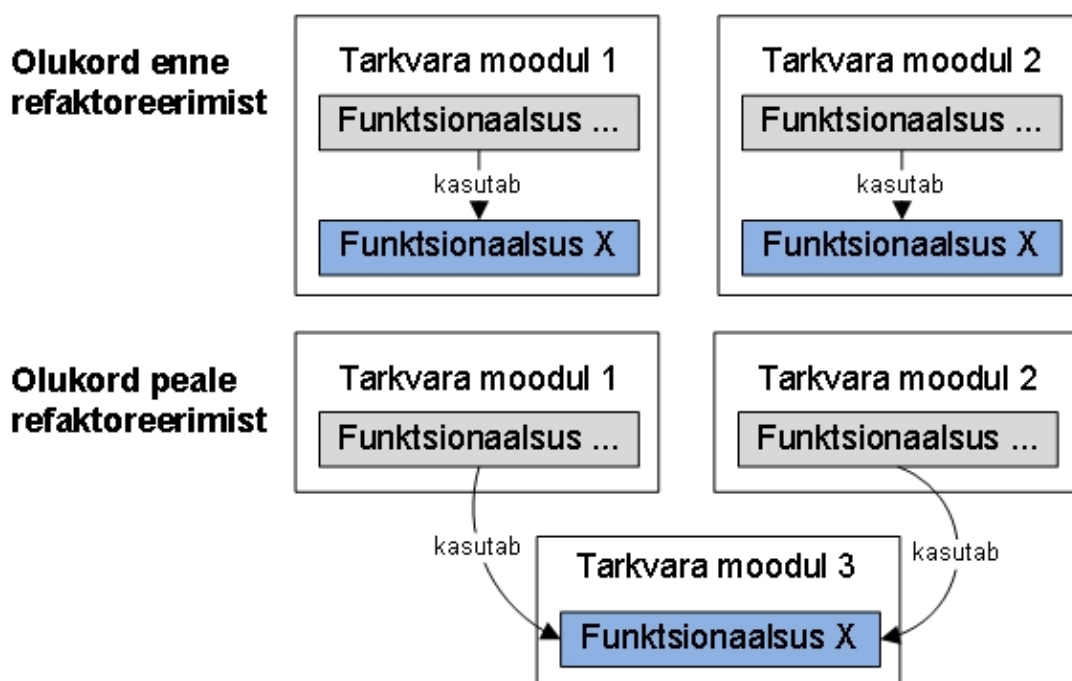 Olukord enne
refaktoreerimist
Tarkvara moodul 1
Funktsionaalsus ...
kasutab
Funktsionaalsus X
Tarkvara moodul 2
Funktsionaalsus ...
kasutab
Funktsionaalsus X
Olukord peale
refaktoreerimist
Tarkvara moodul 1
Funktsionaalsus ...
kasutab
Tarkvara moodul 2
Funktsionaalsus ...
kasutab
Tarkvara moodul 3
Funktsionaalsus X